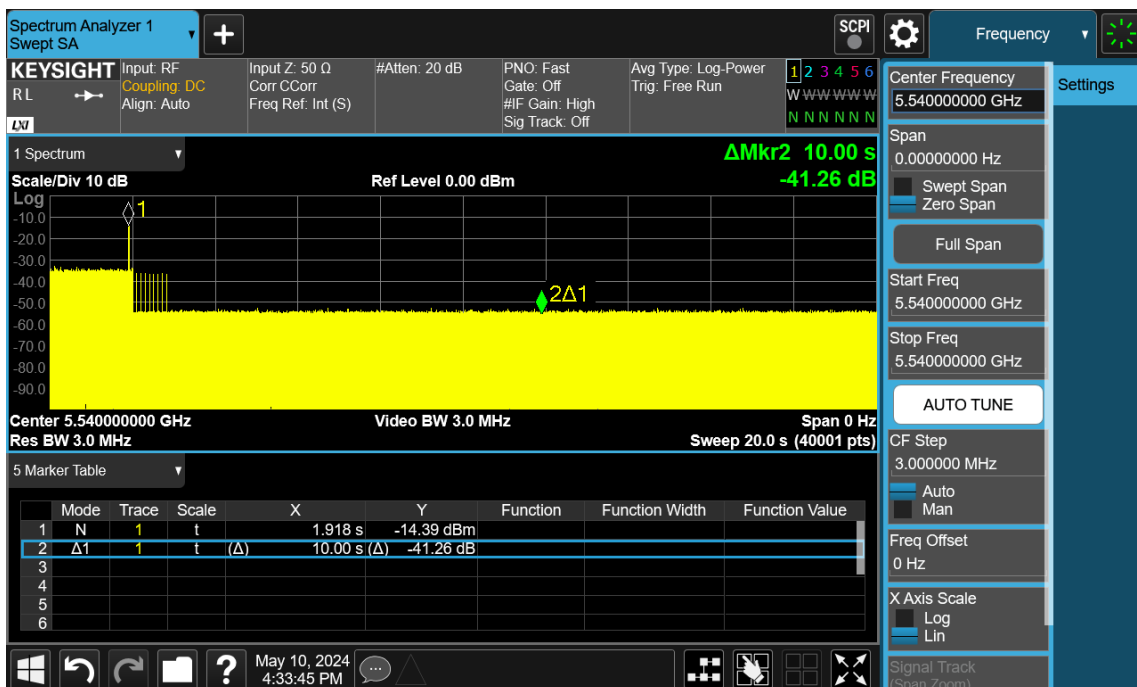 Spectrum Analyzer 1
Swept SA
SCPI
Frequency
KEYSIGHT
RL
LXI
Input: RF
Coupling: DC
Align: Auto
Input Z: 50 Ω
Corr CCorr
Freq Ref: Int (S)
#Atten: 20 dB
PNO: Fast
Gate: Off
#IF Gain: High
Sig Track: Off
Avg Type: Log-Power
Trig: Free Run
1 2 3 4 5 6
W W W W W W
N N N N N N
1 Spectrum
Scale/Div 10 dB
Ref Level 0.00 dBm
ΔMkr2 10.00 s
-41.26 dB
Log
-10.0
-20.0
-30.0
-40.0
-50.0
-60.0
-70.0
-80.0
-90.0
1
2Δ1
Center 5.540000000 GHz
Video BW 3.0 MHz
Span 0 Hz
Res BW 3.0 MHz
Sweep 20.0 s (40001 pts)
5 Marker Table
Mode Trace Scale X Y Function Function Width Function Value
1 N 1 t 1.918 s -14.39 dBm
2 Δ1 1 t (Δ) 10.00 s (Δ) -41.26 dB
3
4
5
6
May 10, 2024
4:33:45 PM
?
Settings
Center Frequency
5.540000000 GHz
Span
0.00000000 Hz
Swept Span
Zero Span
Full Span
Start Freq
5.540000000 GHz
Stop Freq
5.540000000 GHz
AUTO TUNE
CF Step
3.000000 MHz
Auto
Man
Freq Offset
0 Hz
X Axis Scale
Log
Lin
Signal Track
(Span Zoom)